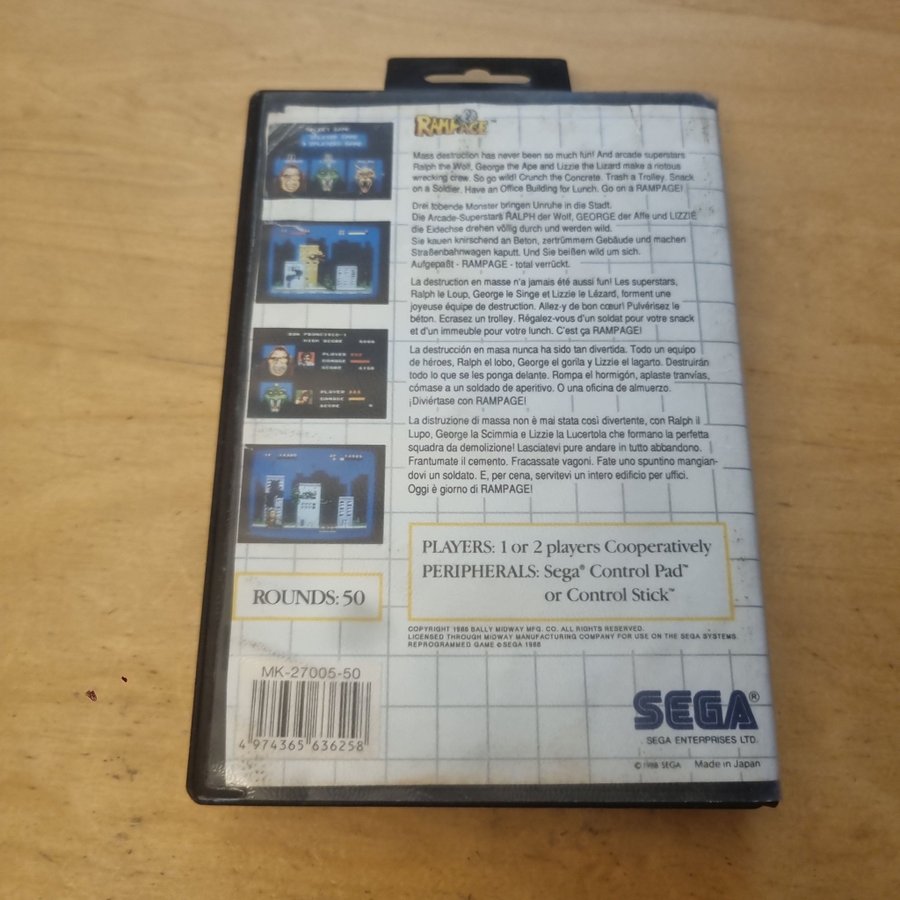 RAMPAGE™
Mass destruction has never been so much fun! And arcade superstars
Ralph the Wolf, George the Ape and Lizzie the Lizard make a riotous
wrecking crew. So go wild! Crunch the Concrete. Trash a Trolley. Snack
on a Soldier. Have an Office Building for Lunch. Go on a RAMPAGE!
Drei tobende Monster bringen Unruhe in die Stadt.
Die Arcade-Superstars RALPH der Wolf, GEORGE der Affe und LIZZIE
die Eidechse drehen völlig durch und werden wild.
Sie kauen knirschend an Beton, zertrümmern Gebäude und machen
Straßenbahnwagen kaputt. Und Sie beißen wild um sich.
Aufgepaßt - RAMPAGE - total verrückt.
La destruction en masse n'a jamais été aussi fun! Les superstars,
Ralph le Loup, George le Singe et Lizzie le Lézard, forment une
joyeuse équipe de destruction. Allez-y de bon cœur! Pulvérisez le
béton. Ecrasez un trolley. Régalez-vous d'un soldat pour votre snack
et d'un immeuble pour votre lunch. C'est ça RAMPAGE!
La destrucción en masa nunca ha sido tan divertida. Todo un equipo
de héroes, Ralph el lobo, George el gorila y Lizzie el lagarto. Destruirán
todo lo que se les ponga delante. Rompa el hormigón, aplaste tranvías,
cómase a un soldado de aperitivo. O una oficina de almuerzo.
¡Diviértase con RAMPAGE!
La distruzione di massa non è mai stata così divertente, con Ralph il
Lupo, George la Scimmia e Lizzie la Lucertola che formano la perfetta
squadra da demolizione! Lasciatevi pure andare in tutto abbandono.
Frantumate il cemento. Fracassate vagoni. Fate uno spuntino mangian-
dovi un soldato. E, per cena, servitevi un intero edificio per uffici.
Oggi è giorno di RAMPAGE!
SAN FRANCISCO-1
HIGH SCORE
PLAYER
DAMAGE
SCORE
PLAYER
DAMAGE
SCORE
ROUNDS: 50
PLAYERS: 1 or 2 players Cooperatively
PERIPHERALS: Sega® Control Pad™
or Control Stick™
COPYRIGHT 1986 BALLY MIDWAY MFG. CO. ALL RIGHTS RESERVED.
LICENSED THROUGH MIDWAY MANUFACTURING COMPANY FOR USE ON THE SEGA SYSTEMS.
REPROGRAMMED GAME © SEGA 1988
MK-27005-50
4 974365 636258
SEGA®
SEGA ENTERPRISES LTD.
© 1988 SEGA Made in Japan